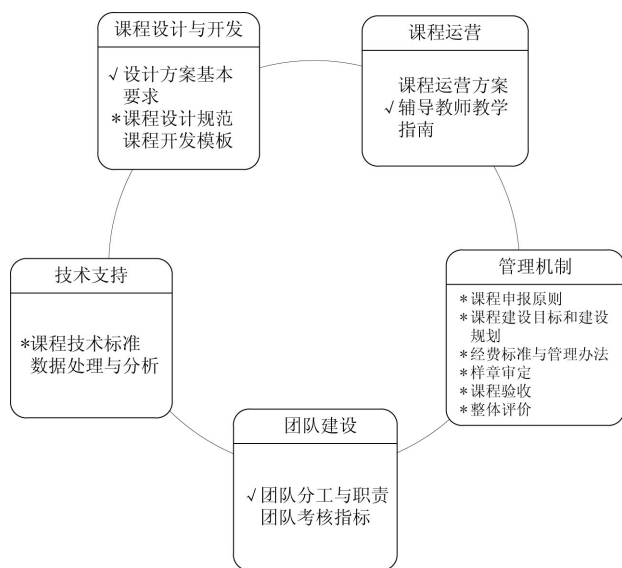 课程设计与开发
√设计方案基本
要求
*课程设计规范
课程开发模板
课程运营
课程运营方案
√辅导教师教学
指南
管理机制
*课程申报原则
*课程建设目标和建设
规划
*经费标准与管理办法
*样章审定
*课程验收
*整体评价
技术支持
*课程技术标准
数据处理与分析
团队建设
√团队分工与职责
团队考核指标